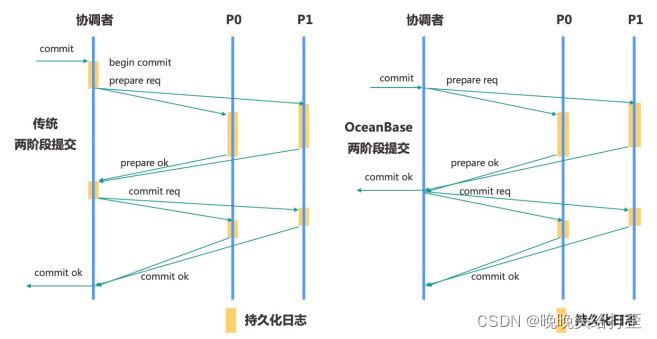 协调者
P0
P1
commit
begin commit
prepare req
传统
两阶段提交
prepare ok
commit req
commit ok
commit ok
持久化日志
协调者
P0
P1
commit
prepare req
OceanBase
两阶段提交
prepare ok
commit ok
commit req
commit ok
持久化日志
CSDN @晚晚